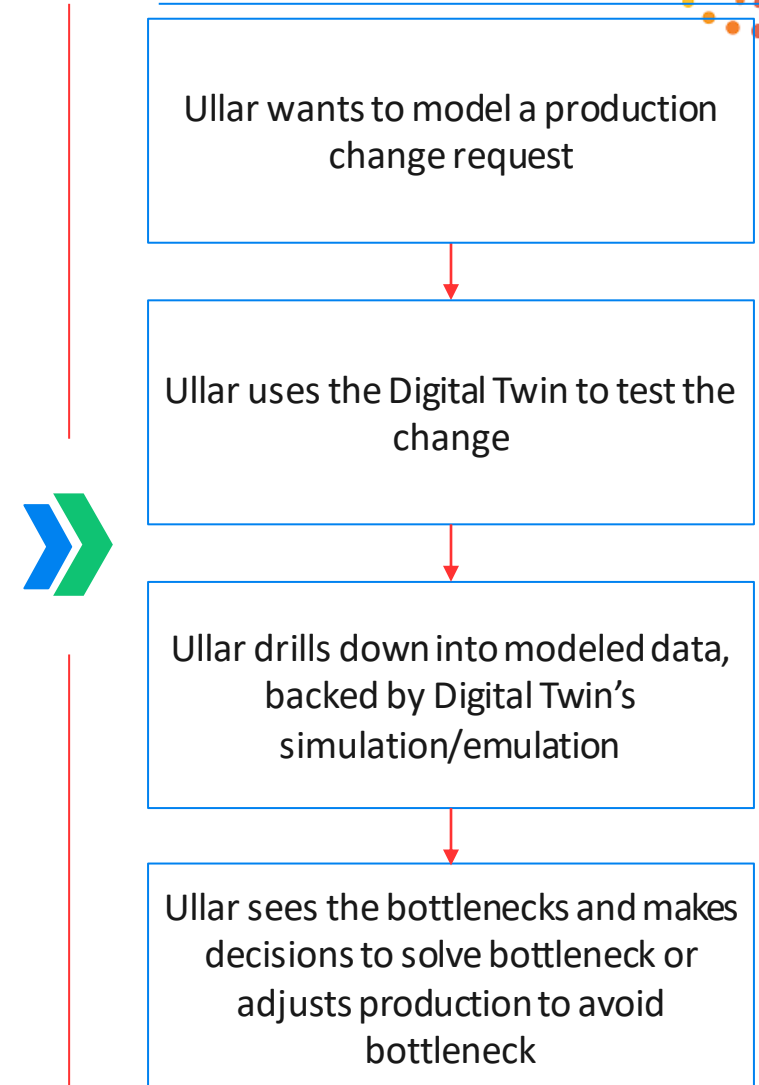 Ullar wants to model a production
change request
Ullar uses the Digital Twin to test the
change
Ullar drills down into modeled data,
backed by Digital Twin’s
simulation/emulation
Ullar sees the bottlenecks and makes
decisions to solve bottleneck or
adjusts production to avoid
bottleneck